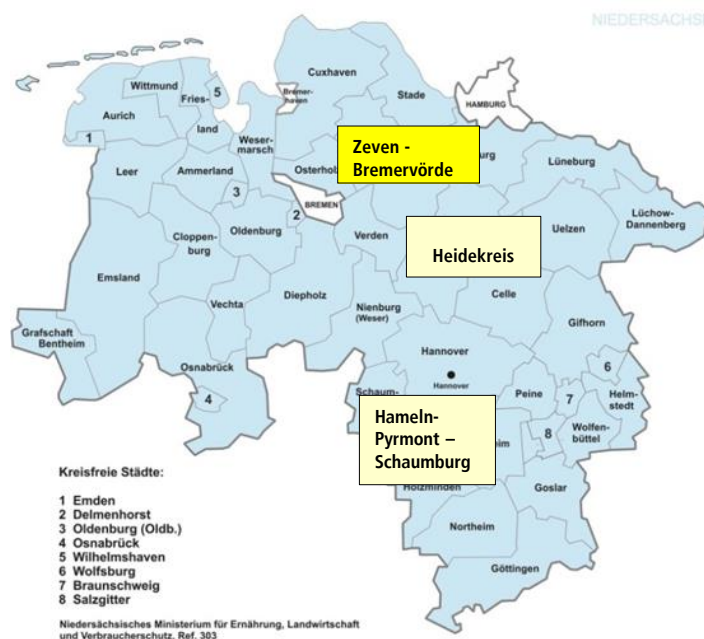 NIEDERSACHSE
Cuxhaven
Wittmund
Fries-
land
5
Bremer-
haven
Stade
HAMBURG
Aurich
1
Weser-
marsch
Zeven -
Bremervörde
urg
Lüneburg
Leer
Ammerland
Osterholz
3
2
BREMEN
Oldenburg
Verden
Lüchow-
Dannenberg
Uelzen
Cloppen-
burg
Heidekreis
Emsland
Vechta
Diepholz
Nienburg
(Weser)
Celle
Gifhorn
Grafschaft
Bentheim
Hannover
Osnabrück
Hannover
6
4
Schaum-
Peine
7
Helm-
stedt
Hameln-
Pyrmont –
Schaumburg
eim
8
Wolfen-
büttel
Holzminden
Goslar
Northeim
Göttingen
Kreisfreie Städte:
1 Emden
2 Delmenhorst
3 Oldenburg (Oldb.)
4 Osnabrück
5 Wilhelmshaven
6 Wolfsburg
7 Braunschweig
8 Salzgitter
Niedersächsisches Ministerium für Ernährung, Landwirtschaft
und Verbraucherschutz, Ref. 303